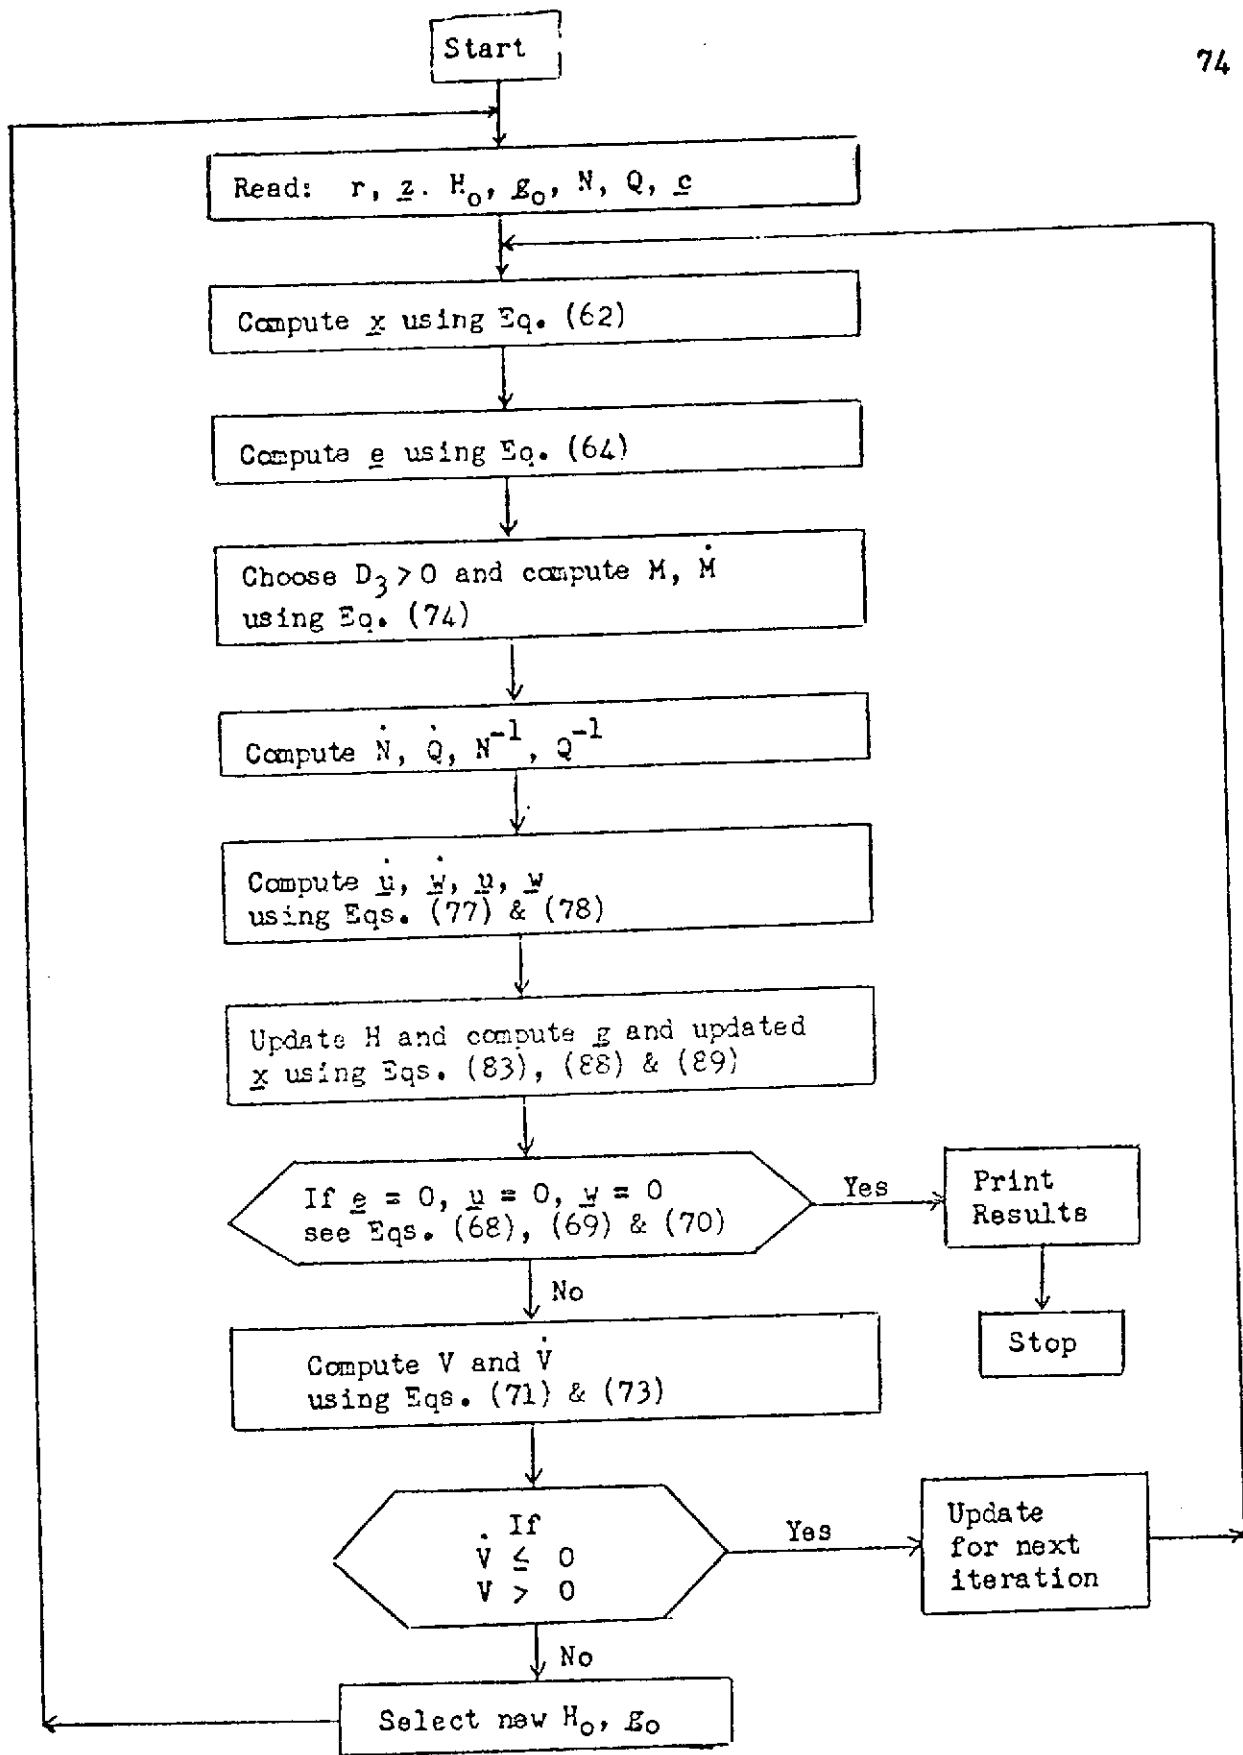 74
Start
Read: r, z. H₀, g₀, N, Q, c
Compute x using Eq. (62)
Compute e using Eq. (64)
Choose D₃ > 0 and compute M, Ṁ
using Eq. (74)
Compute Ṅ, Q̇, N⁻¹, Q⁻¹
Compute u̇, ẇ, u, w
using Eqs. (77) & (78)
Update H and compute g and updated
x using Eqs. (83), (88) & (89)
If e = 0, u = 0, w = 0
see Eqs. (68), (69) & (70)
Yes
Print
Results
No
Stop
Compute V and V̇
using Eqs. (71) & (73)
If
V̇ ≤ 0
V > 0
Yes
Update
for next
iteration
No
Select new H₀, g₀